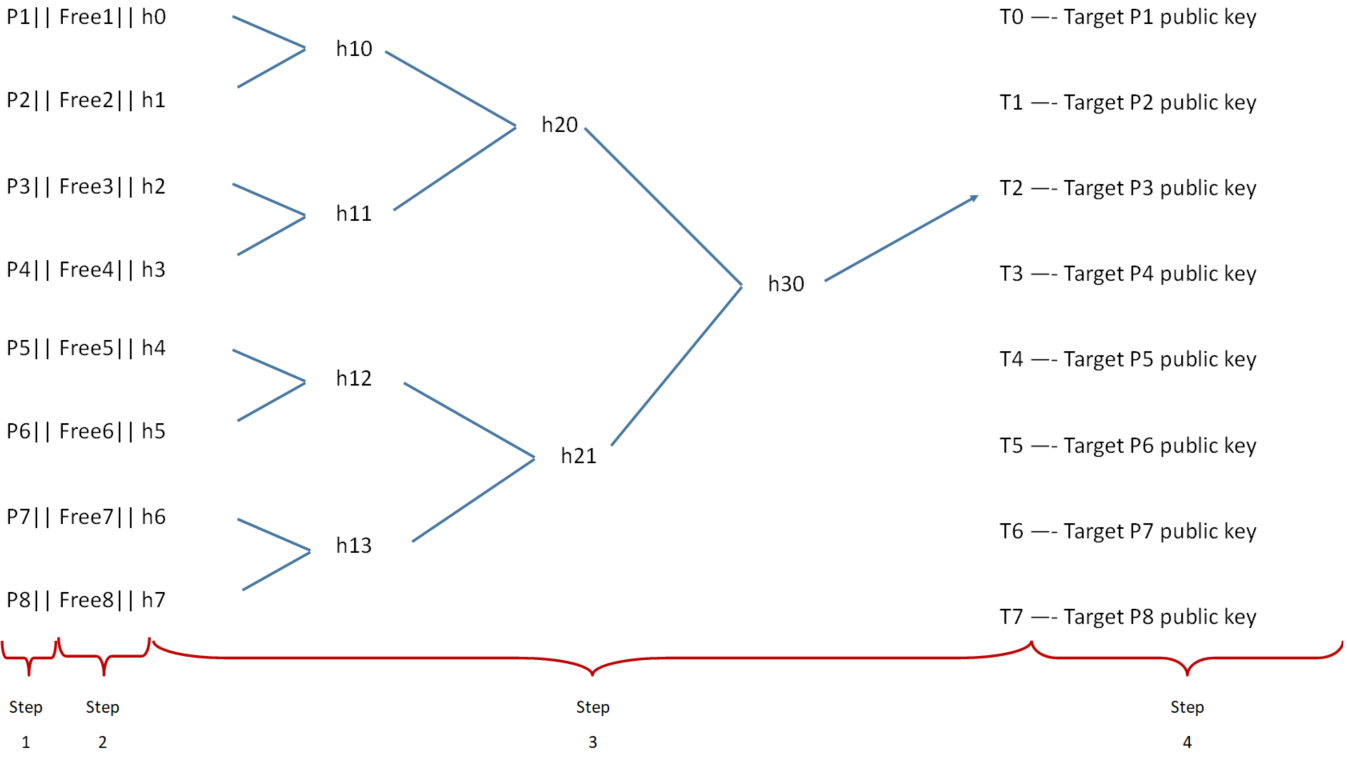 P1|| Free1|| h0
P2|| Free2|| h1
P3|| Free3|| h2
P4|| Free4|| h3
P5|| Free5|| h4
P6|| Free6|| h5
P7|| Free7|| h6
P8|| Free8|| h7
h10
h11
h12
h13
h20
h21
h30
T0 —- Target P1 public key
T1 —- Target P2 public key
T2 —- Target P3 public key
T3 —- Target P4 public key
T4 —- Target P5 public key
T5 —- Target P6 public key
T6 —- Target P7 public key
T7 —- Target P8 public key
Step
1
Step
2
Step
3
Step
4